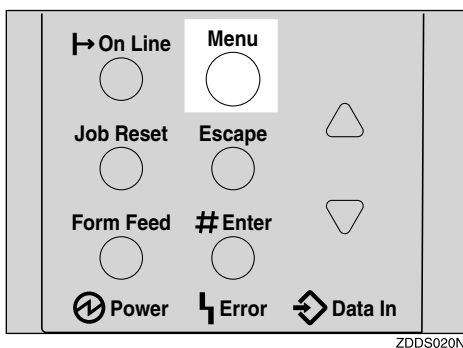 On Line Menu
Job Reset Escape
Form Feed # Enter
Power Error Data In
ZDDS020N